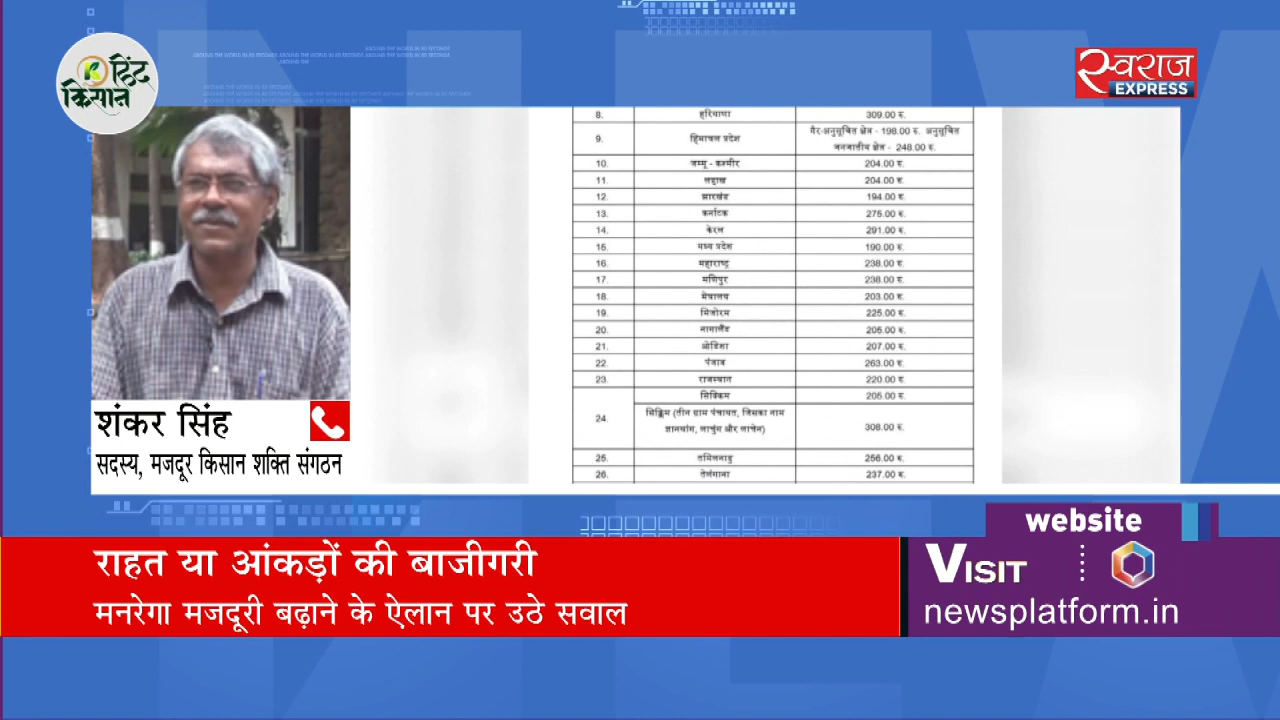 हिंद
किसान
स्वराज
EXPRESS
8. हरियाणा 309.00 रु.
9. हिमाचल प्रदेश गैर-अनुसूचित क्षेत्र - 198.00 रु. अनुसूचित
जनजातीय क्षेत्र - 248.00 रु.
10. जम्मू - कश्मीर 204.00 रु.
11. लद्दाख 204.00 रु.
12. झारखंड 194.00 रु.
13. कर्नाटक 275.00 रु.
14. केरल 291.00 रु.
15. मध्य प्रदेश 190.00 रु.
16. महाराष्ट्र 238.00 रु.
17. मणिपुर 238.00 रु.
18. मेघालय 203.00 रु.
19. मिजोरम 225.00 रु.
20. नागालैंड 205.00 रु.
21. ओडिशा 207.00 रु.
22. पंजाब 263.00 रु.
23. राजस्थान 220.00 रु.
सिक्किम 205.00 रु.
24. सिक्किम (तीन ग्राम पंचायत, जिसका नाम
ज्ञानथांग, लाचुंग और लाचेन) 308.00 रु.
25. तमिलनाडु 256.00 रु.
26. तेलंगाना 237.00 रु.
शंकर सिंह
सदस्य, मजदूर किसान शक्ति संगठन
website
राहत या आंकड़ों की बाजीगरी
मनरेगा मजदूरी बढ़ाने के ऐलान पर उठे सवाल
VISIT
newsplatform.in